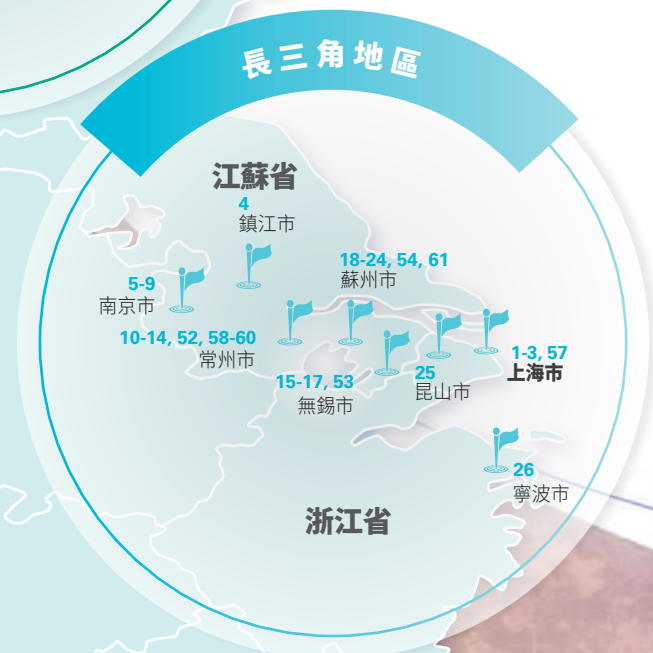 長三角地區
江蘇省
4
鎮江市
18-24, 54, 61
蘇州市
5-9
南京市
10-14, 52, 58-60
常州市
1-3, 57
上海市
25
昆山市
15-17, 53
無錫市
26
寧波市
浙江省